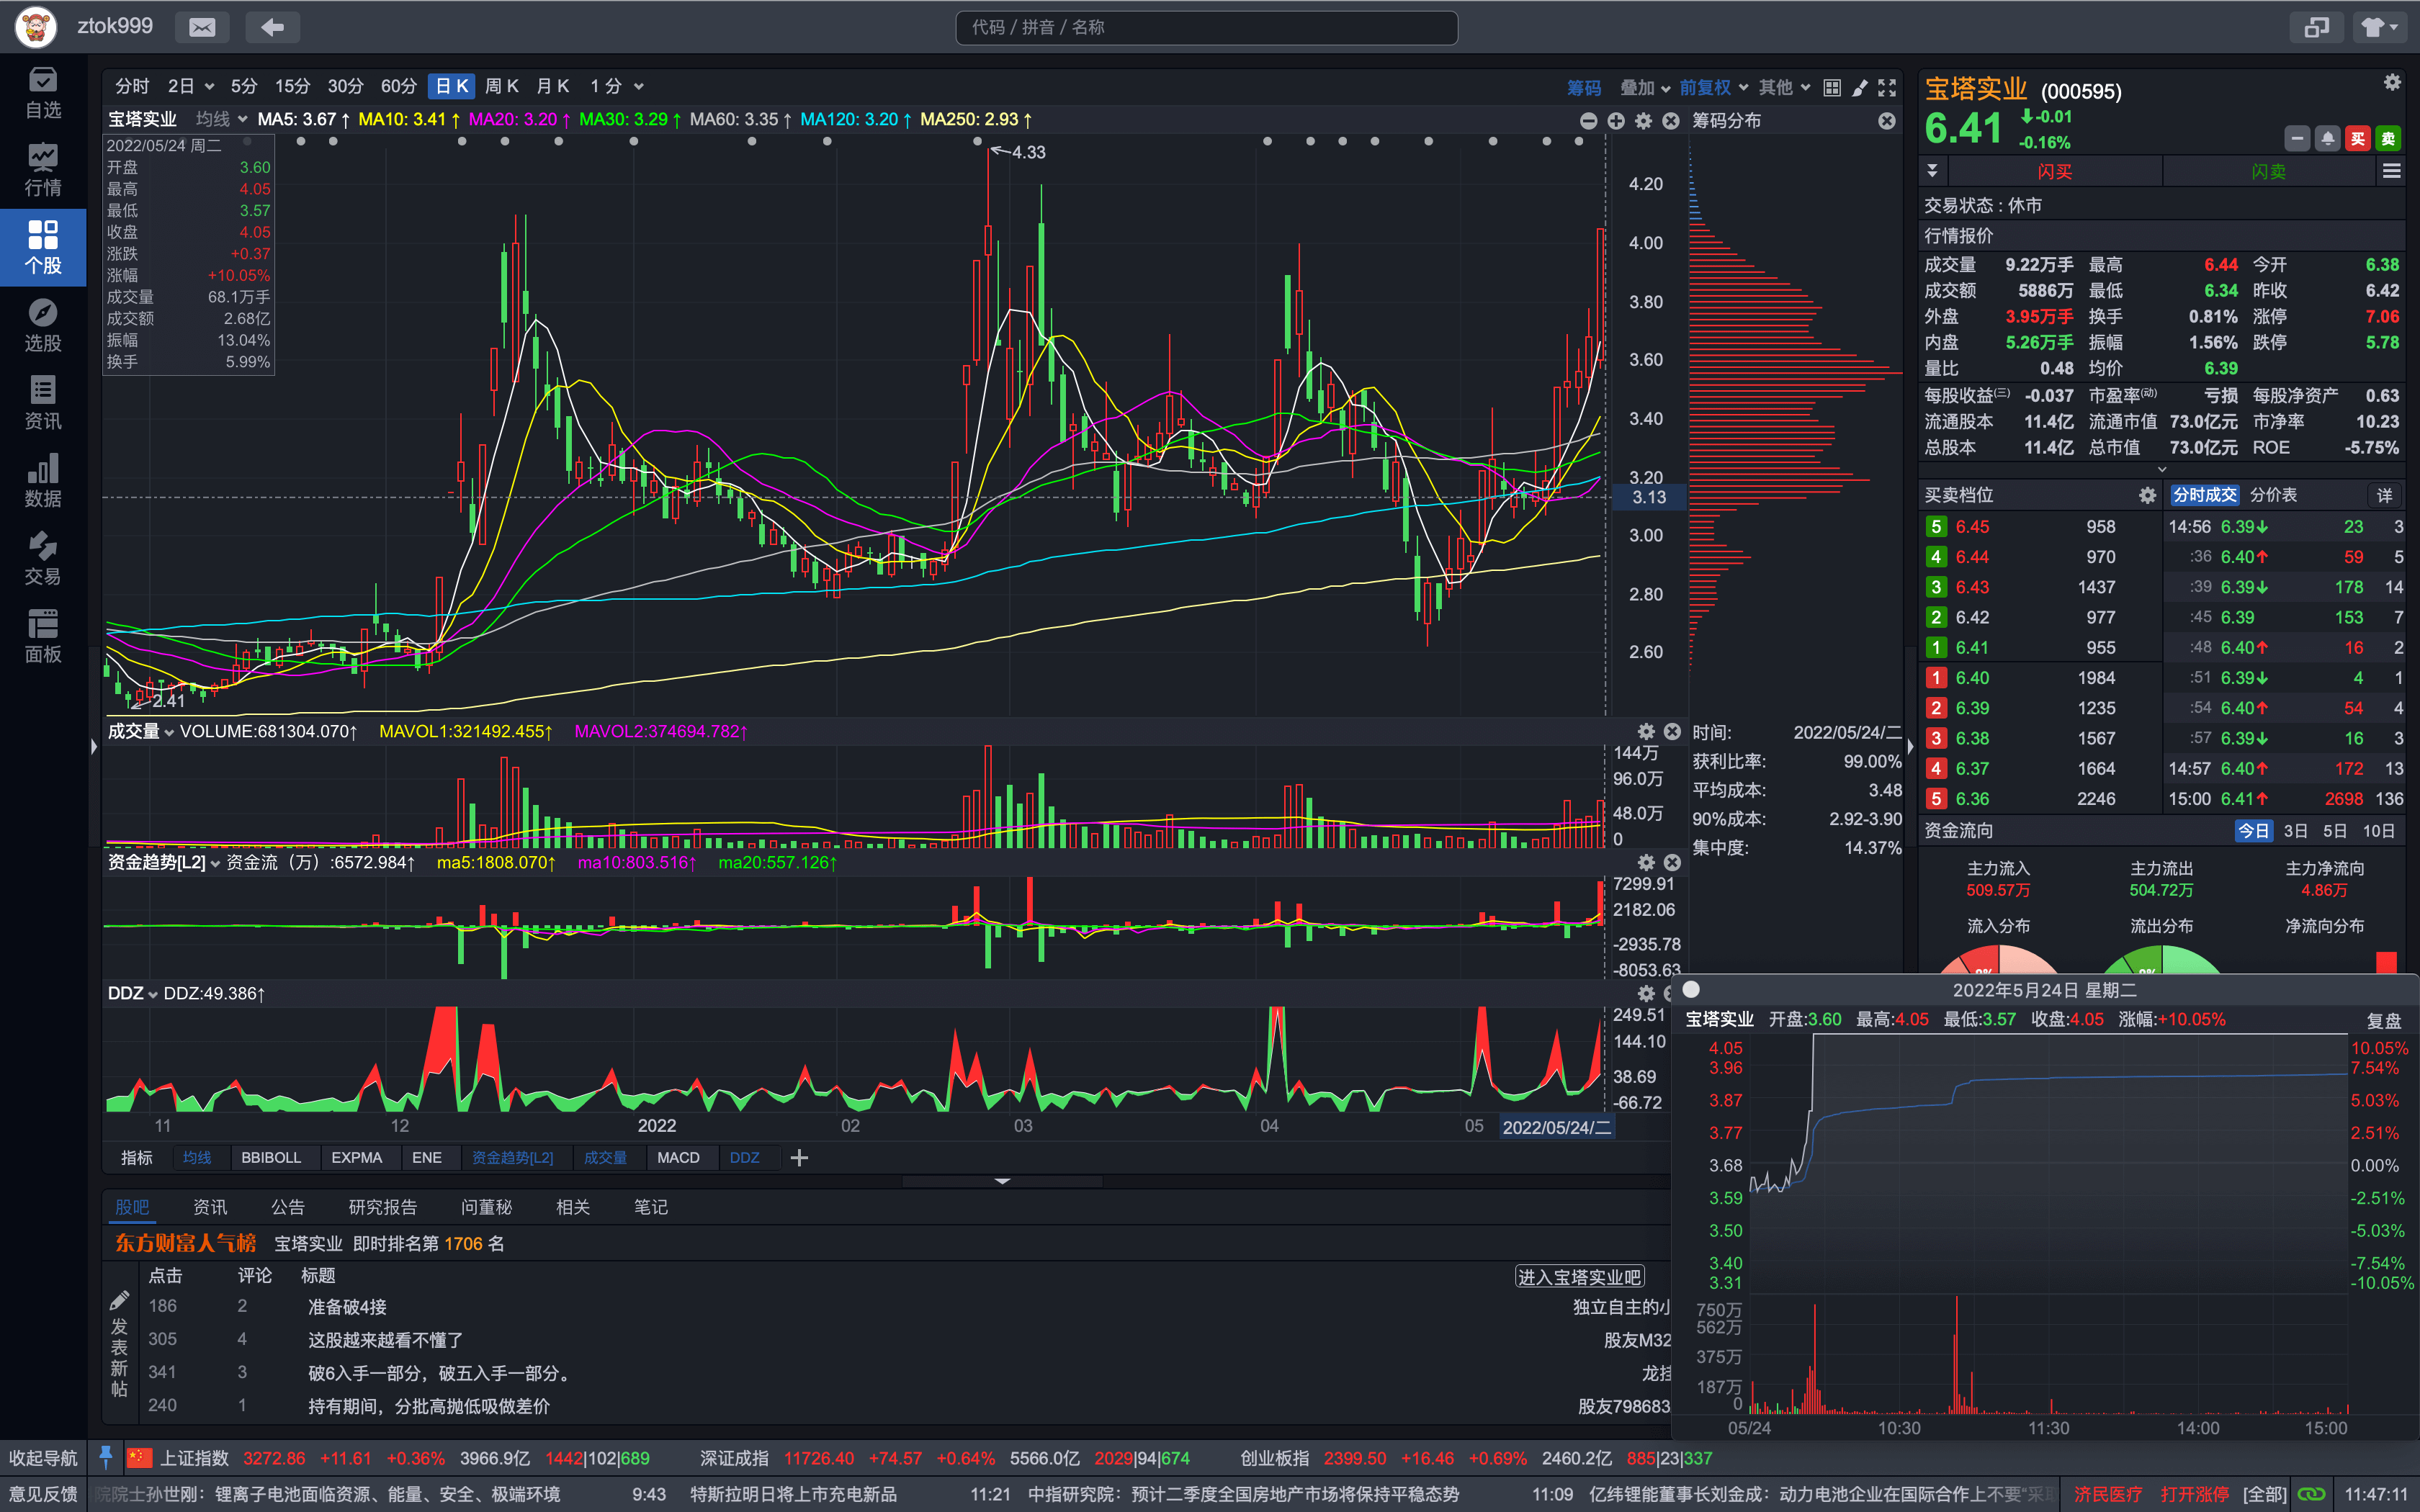 ztok999
代码 / 拼音 / 名称
自选
行情
个股
选股
资讯
数据
交易
面板
分时 2日 5分 15分 30分 60分 日K 周K 月K 1分
筹码 叠加 前复权 其他
宝塔实业 均线 MA5: 3.67↑ MA10: 3.41↑ MA20: 3.20↑ MA30: 3.29↑ MA60: 3.35↑ MA120: 3.20↑ MA250: 2.93↑
筹码分布
2022/05/24 周二
开盘 3.60
最高 4.05
最低 3.57
收盘 4.05
涨跌 +0.37
涨幅 +10.05%
成交量 68.1万手
成交额 2.68亿
振幅 13.04%
换手 5.99%
4.33
2.41
4.20
4.00
3.80
3.60
3.40
3.20
3.13
3.00
2.80
2.60
成交量 VOLUME:681304.070↑ MAVOL1:321492.455↑ MAVOL2:374694.782↑
144万
96.0万
48.0万
0
资金趋势[L2] 资金流（万）:6572.984↑ ma5:1808.070↑ ma10:803.516↑ ma20:557.126↑
7299.91
2182.06
-2935.78
-8053.63
DDZ DDZ:49.386↑
249.51
144.10
38.69
-66.72
11 12 2022 02 03 04 05 2022/05/24/二
指标 均线 BBIBOLL EXPMA ENE 资金趋势[L2] 成交量 MACD DDZ
时间: 2022/05/24/二
获利比率: 99.00%
平均成本: 3.48
90%成本: 2.92-3.90
集中度: 14.37%
股吧 资讯 公告 研究报告 问董秘 相关 笔记
东方财富人气榜 宝塔实业 即时排名第 1706 名
点击 评论 标题 进入宝塔实业吧
186 2 准备破4接 独立自主的小
305 4 这股越来越看不懂了 股友M32
341 3 破6入手一部分，破五入手一部分。 龙挂
240 1 持有期间，分批高抛低吸做差价 股友798683
发表新帖
宝塔实业 (000595)
6.41 -0.01
-0.16%
买 卖
闪买 闪卖
交易状态 : 休市
行情报价
成交量 9.22万手 最高 6.44 今开 6.38
成交额 5886万 最低 6.34 昨收 6.42
外盘 3.95万手 换手 0.81% 涨停 7.06
内盘 5.26万手 振幅 1.56% 跌停 5.78
量比 0.48 均价 6.39
每股收益(三) -0.037 市盈率(动) 亏损 每股净资产 0.63
流通股本 11.4亿 流通市值 73.0亿元 市净率 10.23
总股本 11.4亿 总市值 73.0亿元 ROE -5.75%
买卖档位 分时成交 分价表 详
5 6.45 958 14:56 6.39↓ 23 3
4 6.44 970 :36 6.40↑ 59 5
3 6.43 1437 :39 6.39↓ 178 14
2 6.42 977 :45 6.39 153 7
1 6.41 955 :48 6.40↑ 16 2
1 6.40 1984 :51 6.39↓ 4 1
2 6.39 1235 :54 6.40↑ 54 4
3 6.38 1567 :57 6.39↓ 16 3
4 6.37 1664 14:57 6.40↑ 172 13
5 6.36 2246 15:00 6.41↑ 2698 136
资金流向 今日 3日 5日 10日
主力流入 主力流出 主力净流向
509.57万 504.72万 4.86万
流入分布 流出分布 净流向分布
2022年5月24日 星期二
宝塔实业 开盘:3.60 最高:4.05 最低:3.57 收盘:4.05 涨幅:+10.05% 复盘
4.05 10.05%
3.96 7.54%
3.87 5.03%
3.77 2.51%
3.68 0.00%
3.59 -2.51%
3.50 -5.03%
3.40 -7.54%
3.31 -10.05%
750万
562万
375万
187万
0
05/24 10:30 11:30 14:00 15:00
收起导航 上证指数 3272.86 +11.61 +0.36% 3966.9亿 1442|102|689 深证成指 11726.40 +74.57 +0.64% 5566.0亿 2029|94|674 创业板指 2399.50 +16.46 +0.69% 2460.2亿 885|23|337
意见反馈 院院士孙世刚：锂离子电池面临资源、能量、安全、极端环境 9:43 特斯拉明日将上市充电新品 11:21 中指研究院：预计二季度全国房地产市场将保持平稳态势 11:09 亿纬锂能董事长刘金成：动力电池企业在国际合作上不要“采取 济民医疗 打开涨停 [全部] 11:47:11